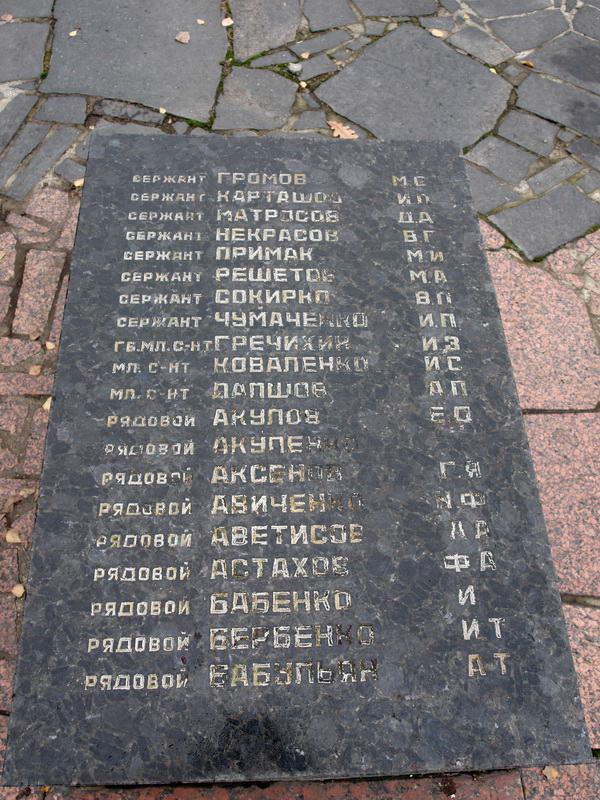 СЕРЖАНТ ГРОМОВ М.С
СЕРЖАНТ КАРТАШОВ И.П
СЕРЖАНТ МАТРОСОВ Д.А
СЕРЖАНТ НЕКРАСОВ В.Г
СЕРЖАНТ ПРИМАК М.И
СЕРЖАНТ РЕШЕТОВ М.А
СЕРЖАНТ СОКИРКО В.П
СЕРЖАНТ ЧУМАЧЕНКО И.П.
ГВ.МЛ. С-НТ ГРЕЧИХИН И.З
МЛ. С-НТ КОВАЛЕНКО И С
МЛ. С-НТ ЛАПШОВ А П
РЯДОВОЙ АКУЛОВ Е.О
РЯДОВОЙ АКУЛЕНКО
РЯДОВОЙ АКСЕНОВ Г.Я
РЯДОВОЙ АВИЧЕНКО Н Ф
РЯДОВОЙ АВЕТИСОВ А А
РЯДОВОЙ АСТАХОВ Ф А
РЯДОВОЙ БАБЕНКО И
РЯДОВОЙ БЕРБЕНКО И Т
РЯДОВОЙ БАБУЛЬЯН А Т